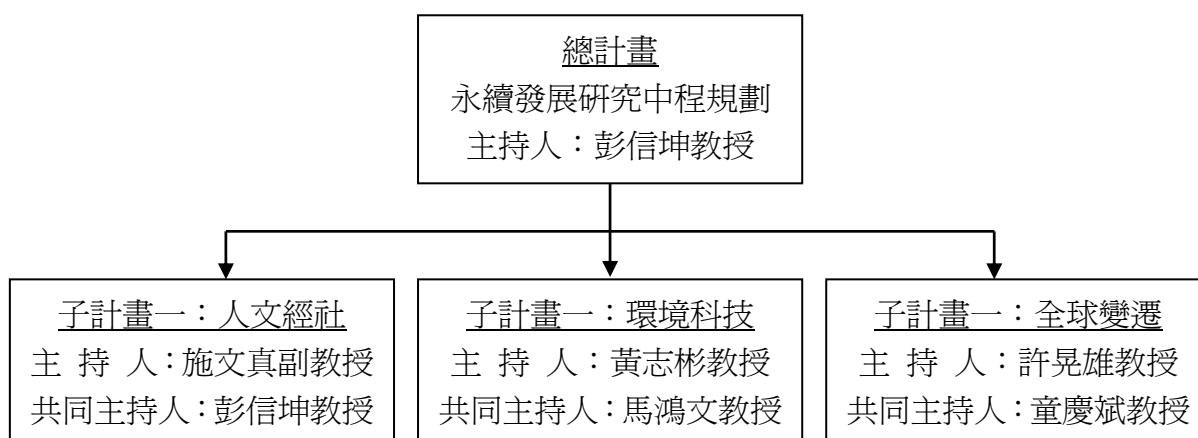 總計畫
永續發展研究中程規劃
主持人：彭信坤教授
子計畫一：人文經社
主 持 人：施文真副教授
共同主持人：彭信坤教授
子計畫一：環境科技
主 持 人：黃志彬教授
共同主持人：馬鴻文教授
子計畫一：全球變遷
主 持 人：許晃雄教授
共同主持人：童慶斌教授